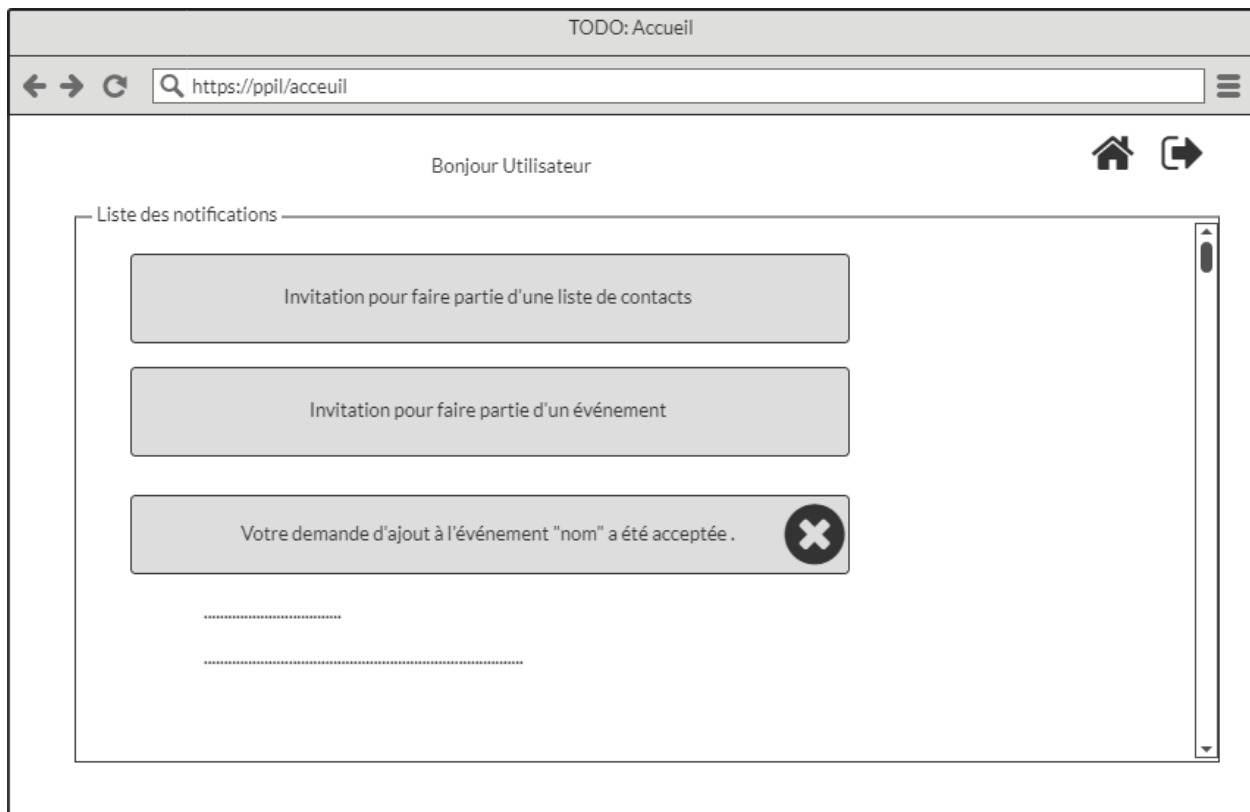 TODO: Accueil
https://ppil/acceuil
Bonjour Utilisateur
Liste des notifications
Invitation pour faire partie d'une liste de contacts
Invitation pour faire partie d'un événement
Votre demande d'ajout à l'événement "nom" a été acceptée .